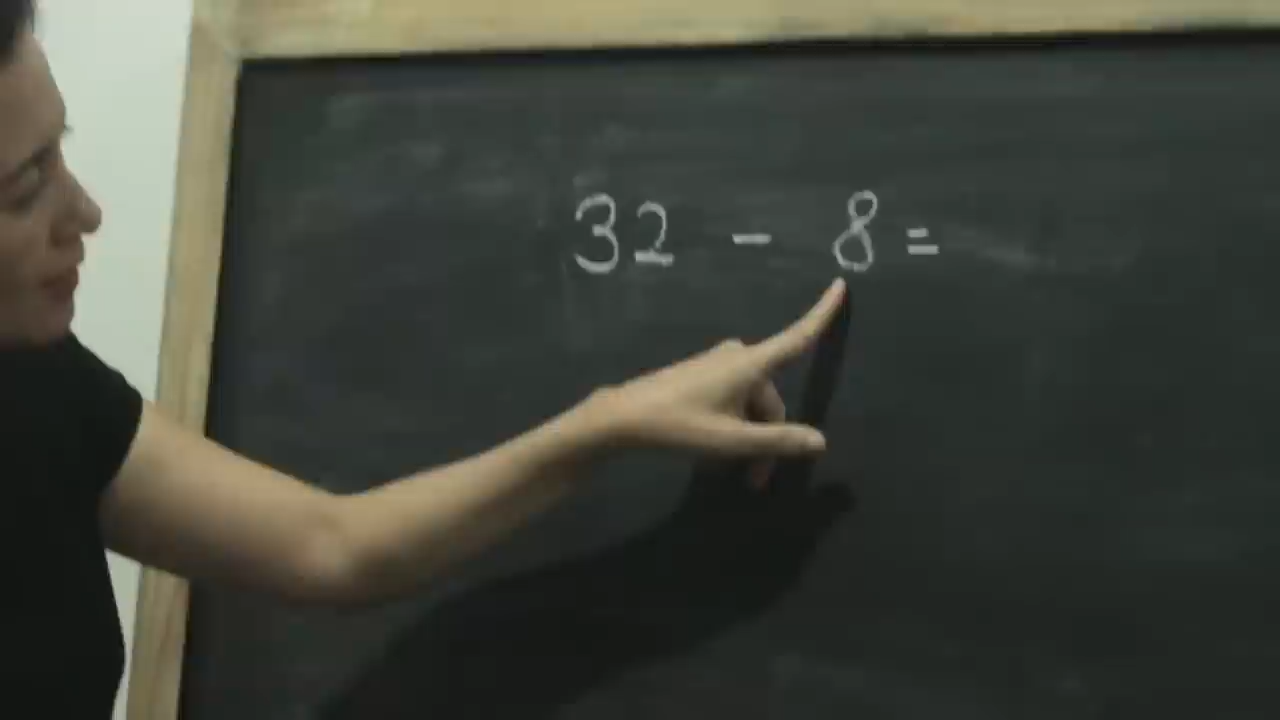 32 - 8 =